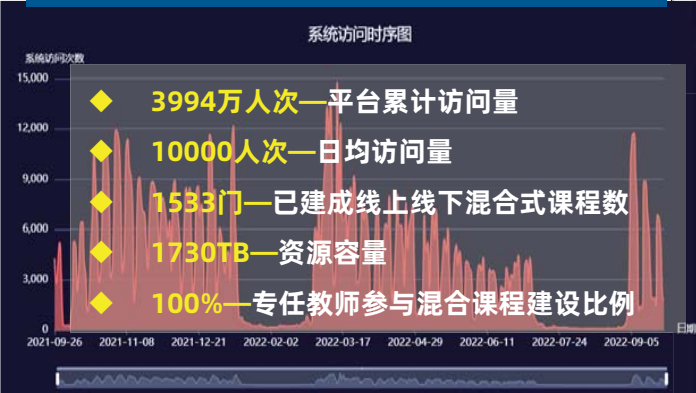 系统访问时序图
系统访问次数
15,000
◆ 3994万人次—平台累计访问量
12,000
◆ 10000人次—日均访问量
9,000
◆ 1533门—已建成线上线下混合式课程数
6,000
◆ 1730TB—资源容量
3,000
◆ 100%—专任教师参与混合课程建设比例
0
日期
2021-09-26 2021-11-08 2021-12-21 2022-02-02 2022-03-17 2022-04-29 2022-06-11 2022-07-24 2022-09-05